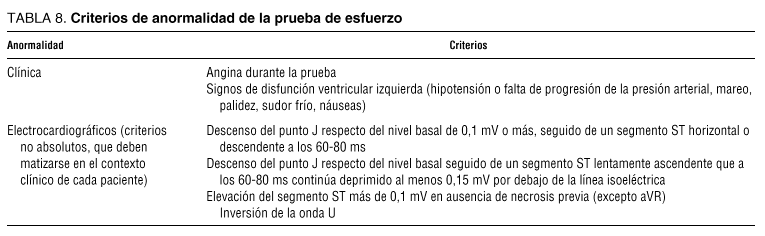 TABLA 8. Criterios de anormalidad de la prueba de esfuerzo
Anormalidad Criterios
Clínica Angina durante la prueba
Signos de disfunción ventricular izquierda (hipotensión o falta de progresión de la presión arterial, mareo,
palidez, sudor frío, náuseas)
Electrocardiográficos (criterios Descenso del punto J respecto del nivel basal de 0,1 mV o más, seguido de un segmento ST horizontal o
no absolutos, que deben descendente a los 60-80 ms
matizarse en el contexto Descenso del punto J respecto del nivel basal seguido de un segmento ST lentamente ascendente que a
clínico de cada paciente) los 60-80 ms continúa deprimido al menos 0,15 mV por debajo de la línea isoeléctrica
Elevación del segmento ST más de 0,1 mV en ausencia de necrosis previa (excepto aVR)
Inversión de la onda U